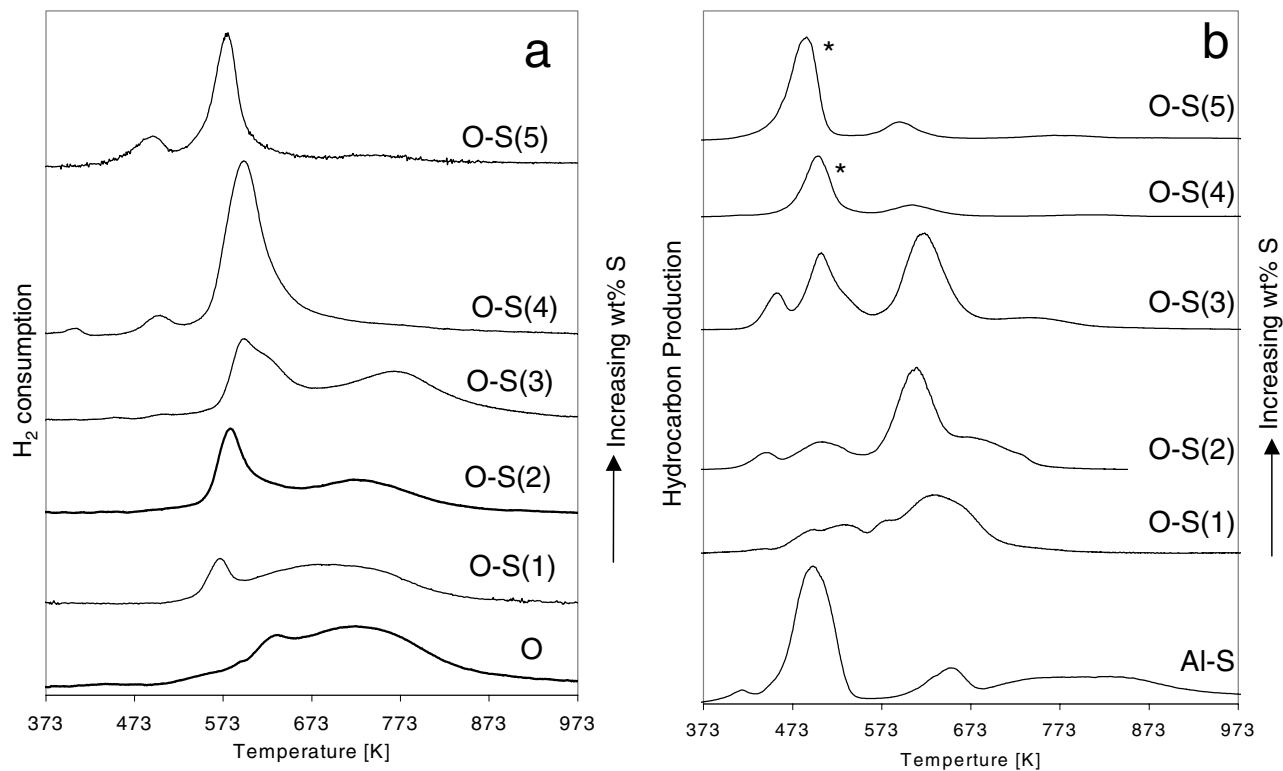 a
O-S(5)
O-S(4)
O-S(3)
O-S(2)
O-S(1)
O
H2 consumption
Increasing wt% S
373 473 573 673 773 873 973
Temperature [K]
b
*
O-S(5)
*
O-S(4)
O-S(3)
O-S(2)
O-S(1)
Al-S
Hydrocarbon Production
Increasing wt% S
373 473 573 673 773 873 973
Temperture [K]